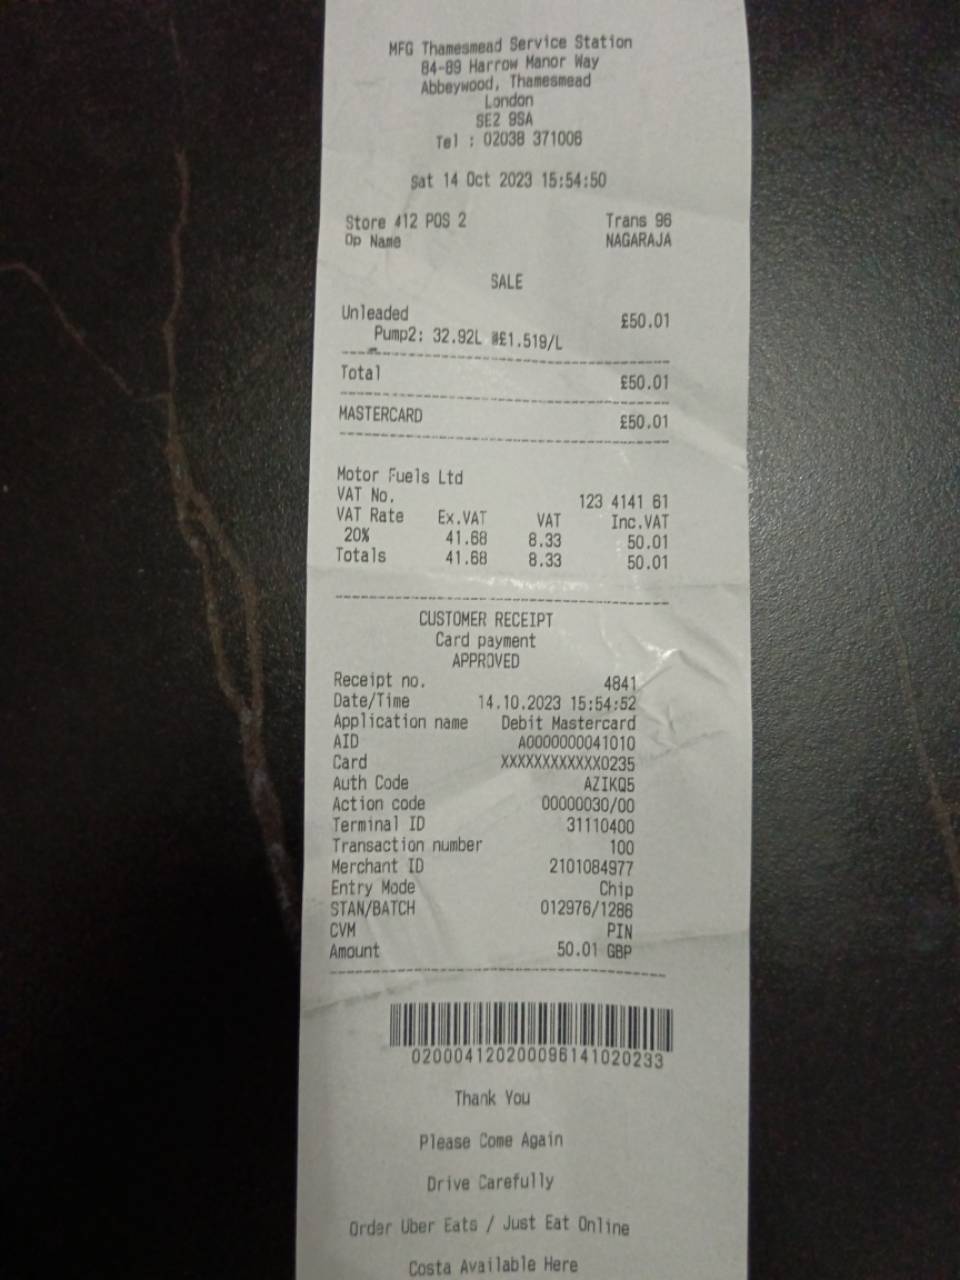 MFG Thamesmead Service Station
84-89 Harrow Manor Way
Abbeywood, Thamesmead
London
SE2 9SA
Tel : 02038 371006
Sat 14 Oct 2023 15:54:50
Store 412 POS 2 Trans 96
Op Name NAGARAJA
SALE
Unleaded £50.01
Pump2: 32.92L @£1.519/L
Total £50.01
MASTERCARD £50.01
Motor Fuels Ltd
VAT No. 123 4141 61
VAT Rate Ex.VAT VAT Inc.VAT
20% 41.68 8.33 50.01
Totals 41.68 8.33 50.01
CUSTOMER RECEIPT
Card payment
APPROVED
Receipt no. 4841
Date/Time 14.10.2023 15:54:52
Application name Debit Mastercard
AID A0000000041010
Card XXXXXXXXXXXX0235
Auth Code AZIKQ5
Action code 00000030/00
Terminal ID 31110400
Transaction number 100
Merchant ID 2101084977
Entry Mode Chip
STAN/BATCH 012976/1286
CVM PIN
Amount 50.01 GBP
020004120200096141020233
Thank You
Please Come Again
Drive Carefully
Order Uber Eats / Just Eat Online
Costa Available Here